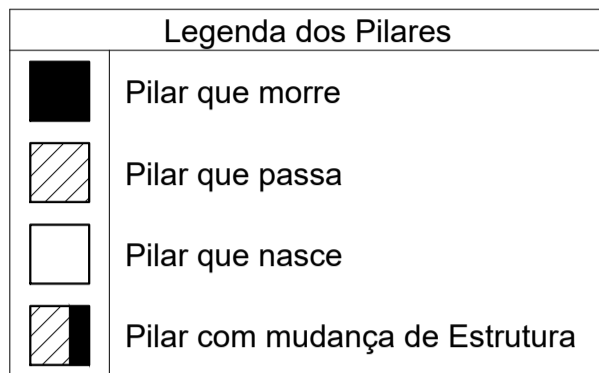 Legenda dos Pilares
Pilar que morre
Pilar que passa
Pilar que nasce
Pilar com mudança de Estrutura